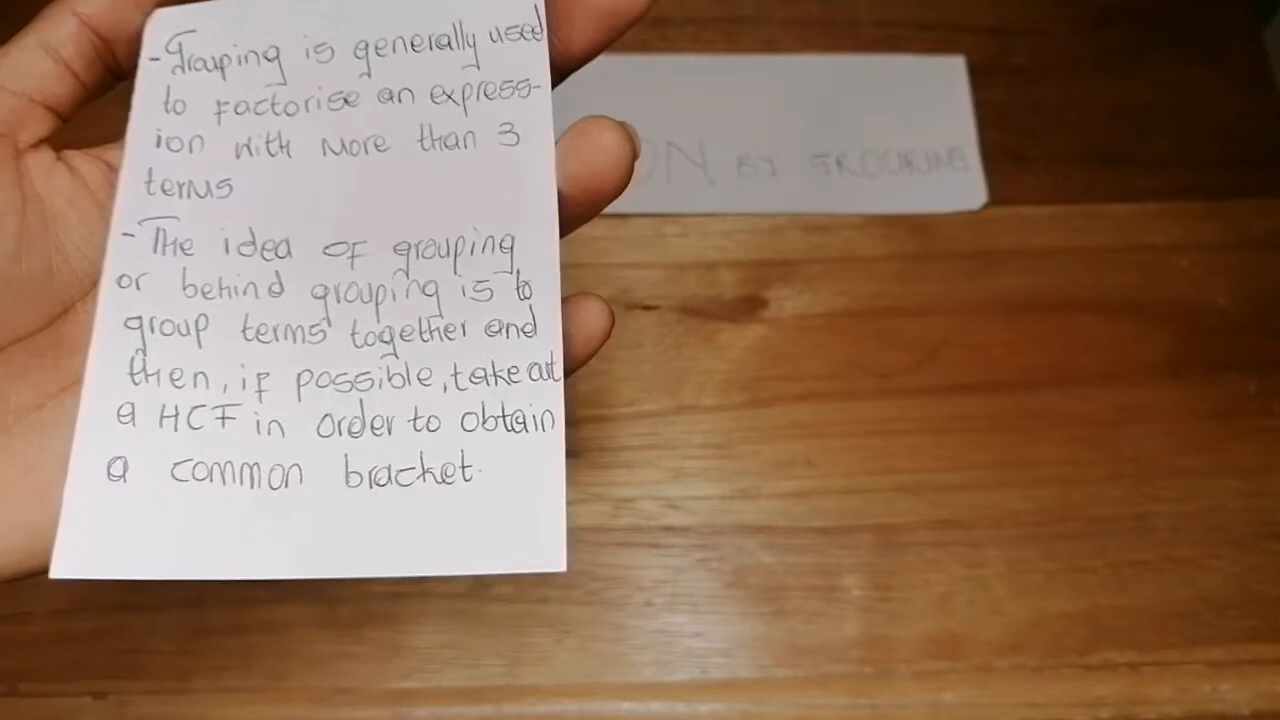 - Grouping is generally used
to factorise an express-
ion with more than 3
terms
- The idea of grouping
or behind grouping is to
group terms together and
then, if possible, take out
a HCF in order to obtain
a common bracket.
ON BY GROUPING